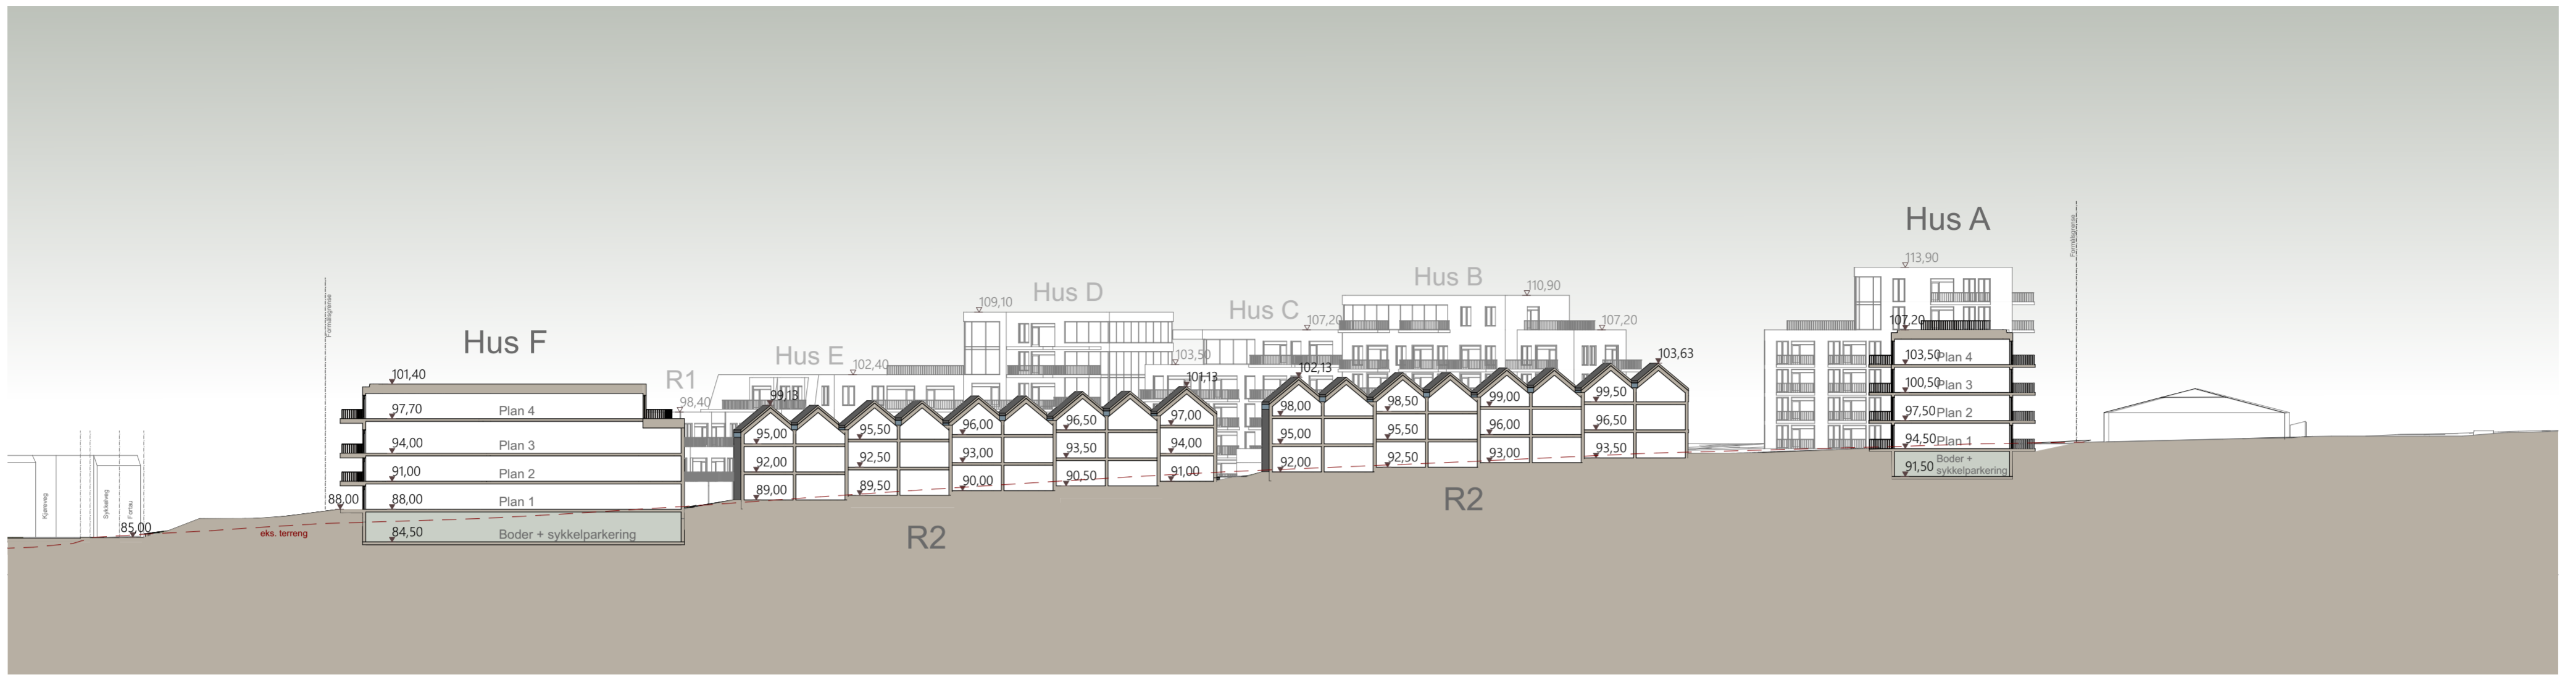 Hus A
Formålsgrense
113,90
Hus B
Formålsgrense
Hus D
110,90
109,10
Hus C
107,20
107,20
107,20
Hus F
Hus E
103,50
103,63
103,50 Plan 4
102,40
102,13
R1
101,40
101,13
100,50 Plan 3
99,13
99,50
98,40
99,00
98,50
98,00
97,70 Plan 4
97,00
97,50 Plan 2
96,50
96,00
95,50
95,00
96,50
96,00
95,50
95,00
94,50 Plan 1
94,00 Plan 3
94,00
93,50
93,00
92,50
92,00
93,50
93,00
92,50
92,00
Boder +
sykkelparkering
91,50
91,00 Plan 2
91,00
90,50
90,00
89,50
89,00
88,00
88,00 Plan 1
R2
Kjøreveg
Sykkelveg
Fortau
85,00
eks. terreng
84,50 Boder + sykkelparkering
R2